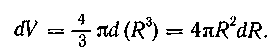 dV = 4/3 πd (R³) = 4πR²dR.